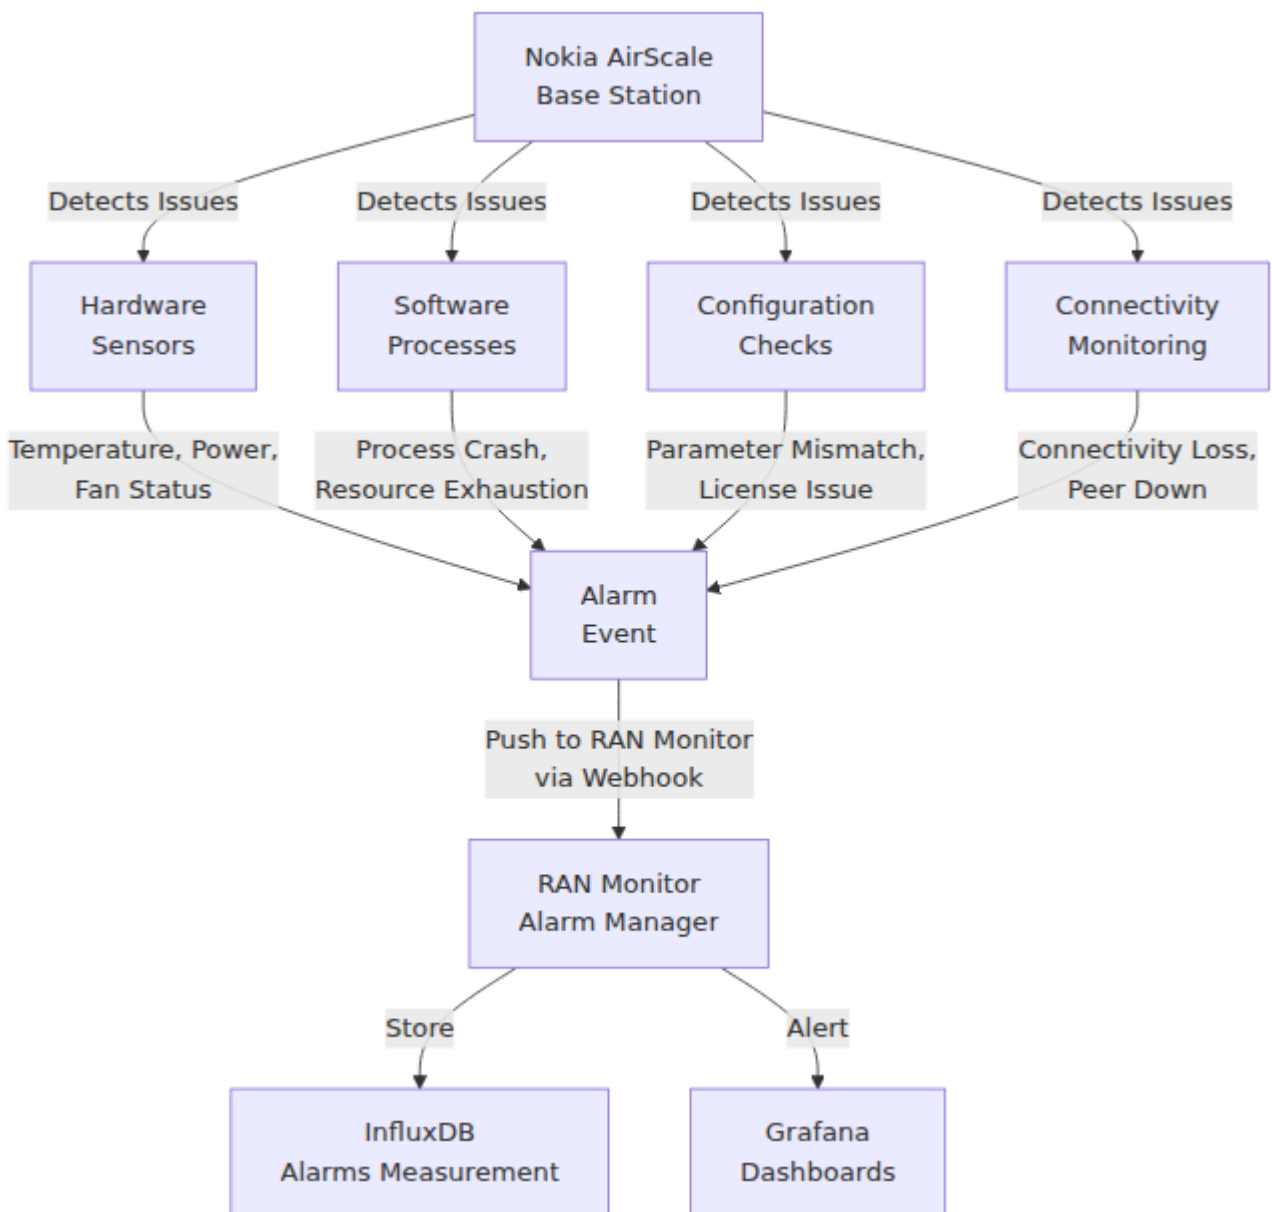 Nokia AirScale
Base Station
Detects Issues
Detects Issues
Detects Issues
Detects Issues
Hardware
Sensors
Software
Processes
Configuration
Checks
Connectivity
Monitoring
Temperature, Power,
Fan Status
Process Crash,
Resource Exhaustion
Parameter Mismatch,
License Issue
Connectivity Loss,
Peer Down
Alarm
Event
Push to RAN Monitor
via Webhook
RAN Monitor
Alarm Manager
Store
Alert
InfluxDB
Alarms Measurement
Grafana
Dashboards